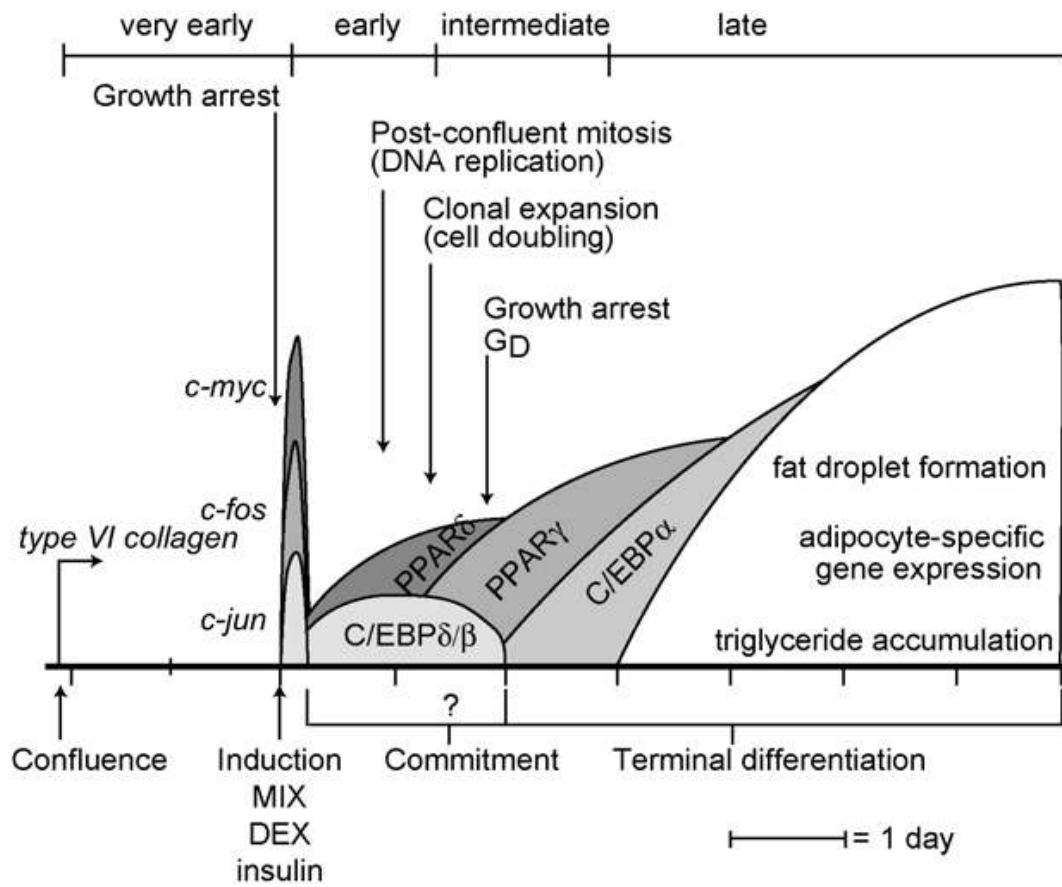 very early early intermediate late
Growth arrest
Post-confluent mitosis
(DNA replication)
Clonal expansion
(cell doubling)
Growth arrest
GD
c-myc
c-fos
type VI collagen
c-jun
PPARδ
PPARγ
C/EBPα
C/EBPδ/β
fat droplet formation
adipocyte-specific
gene expression
triglyceride accumulation
?
Confluence Induction Commitment Terminal differentiation
MIX
DEX
insulin
= 1 day